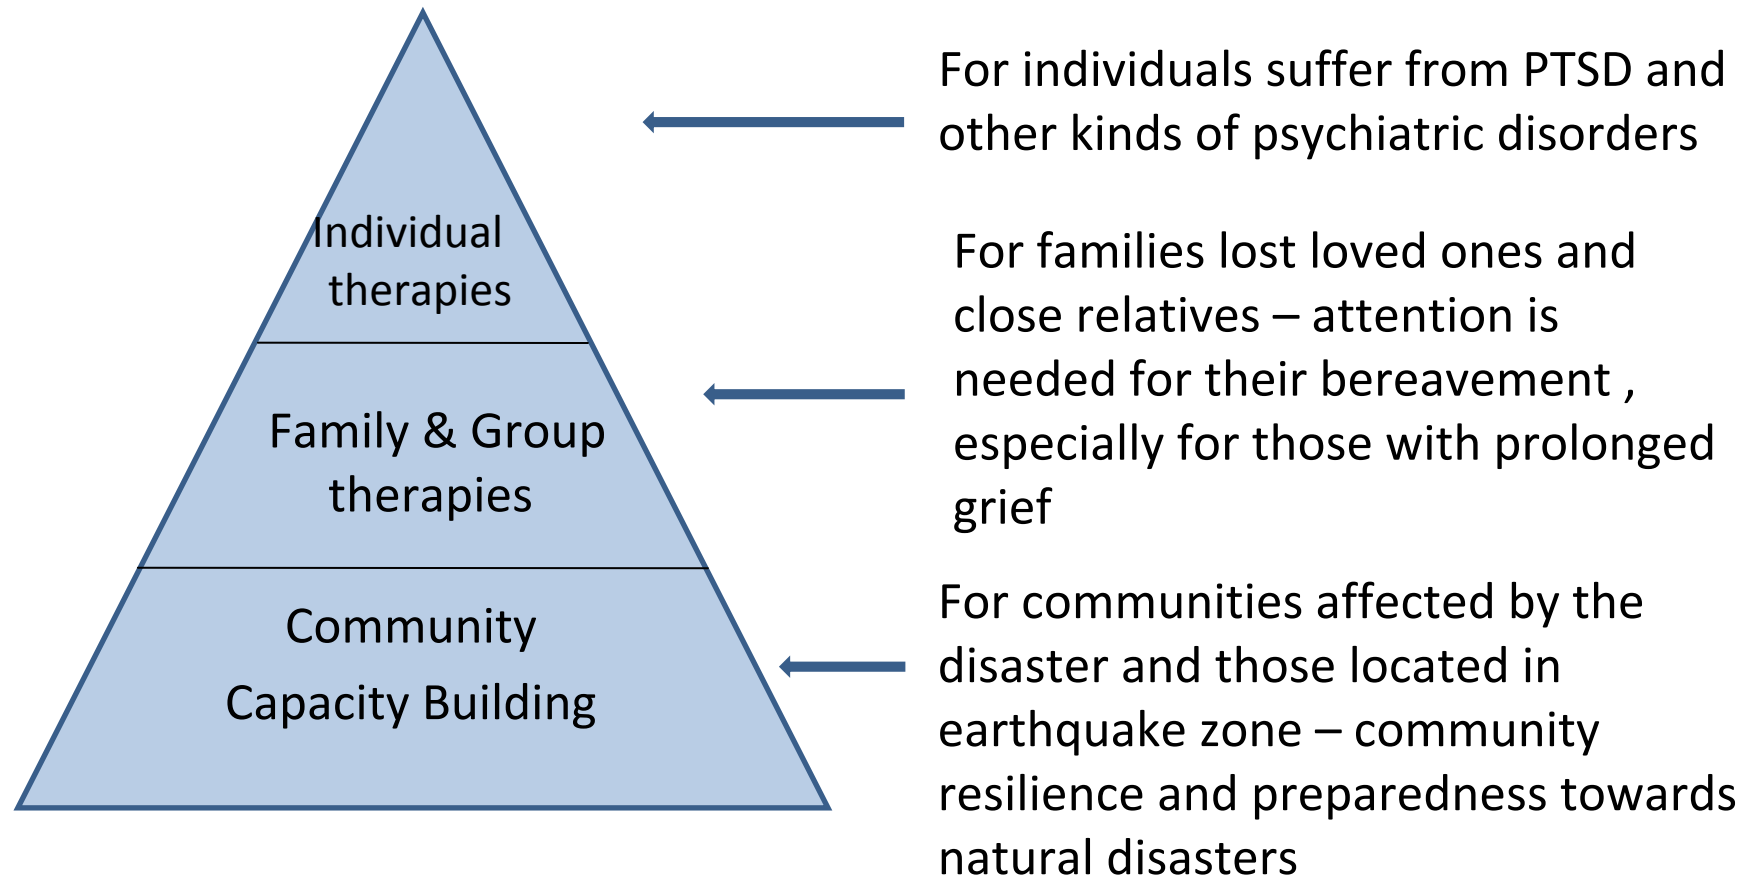 Individual
therapies
For individuals suffer from PTSD and
other kinds of psychiatric disorders
Family & Group
therapies
For families lost loved ones and
close relatives – attention is
needed for their bereavement ,
especially for those with prolonged
grief
Community
Capacity Building
For communities affected by the
disaster and those located in
earthquake zone – community
resilience and preparedness towards
natural disasters